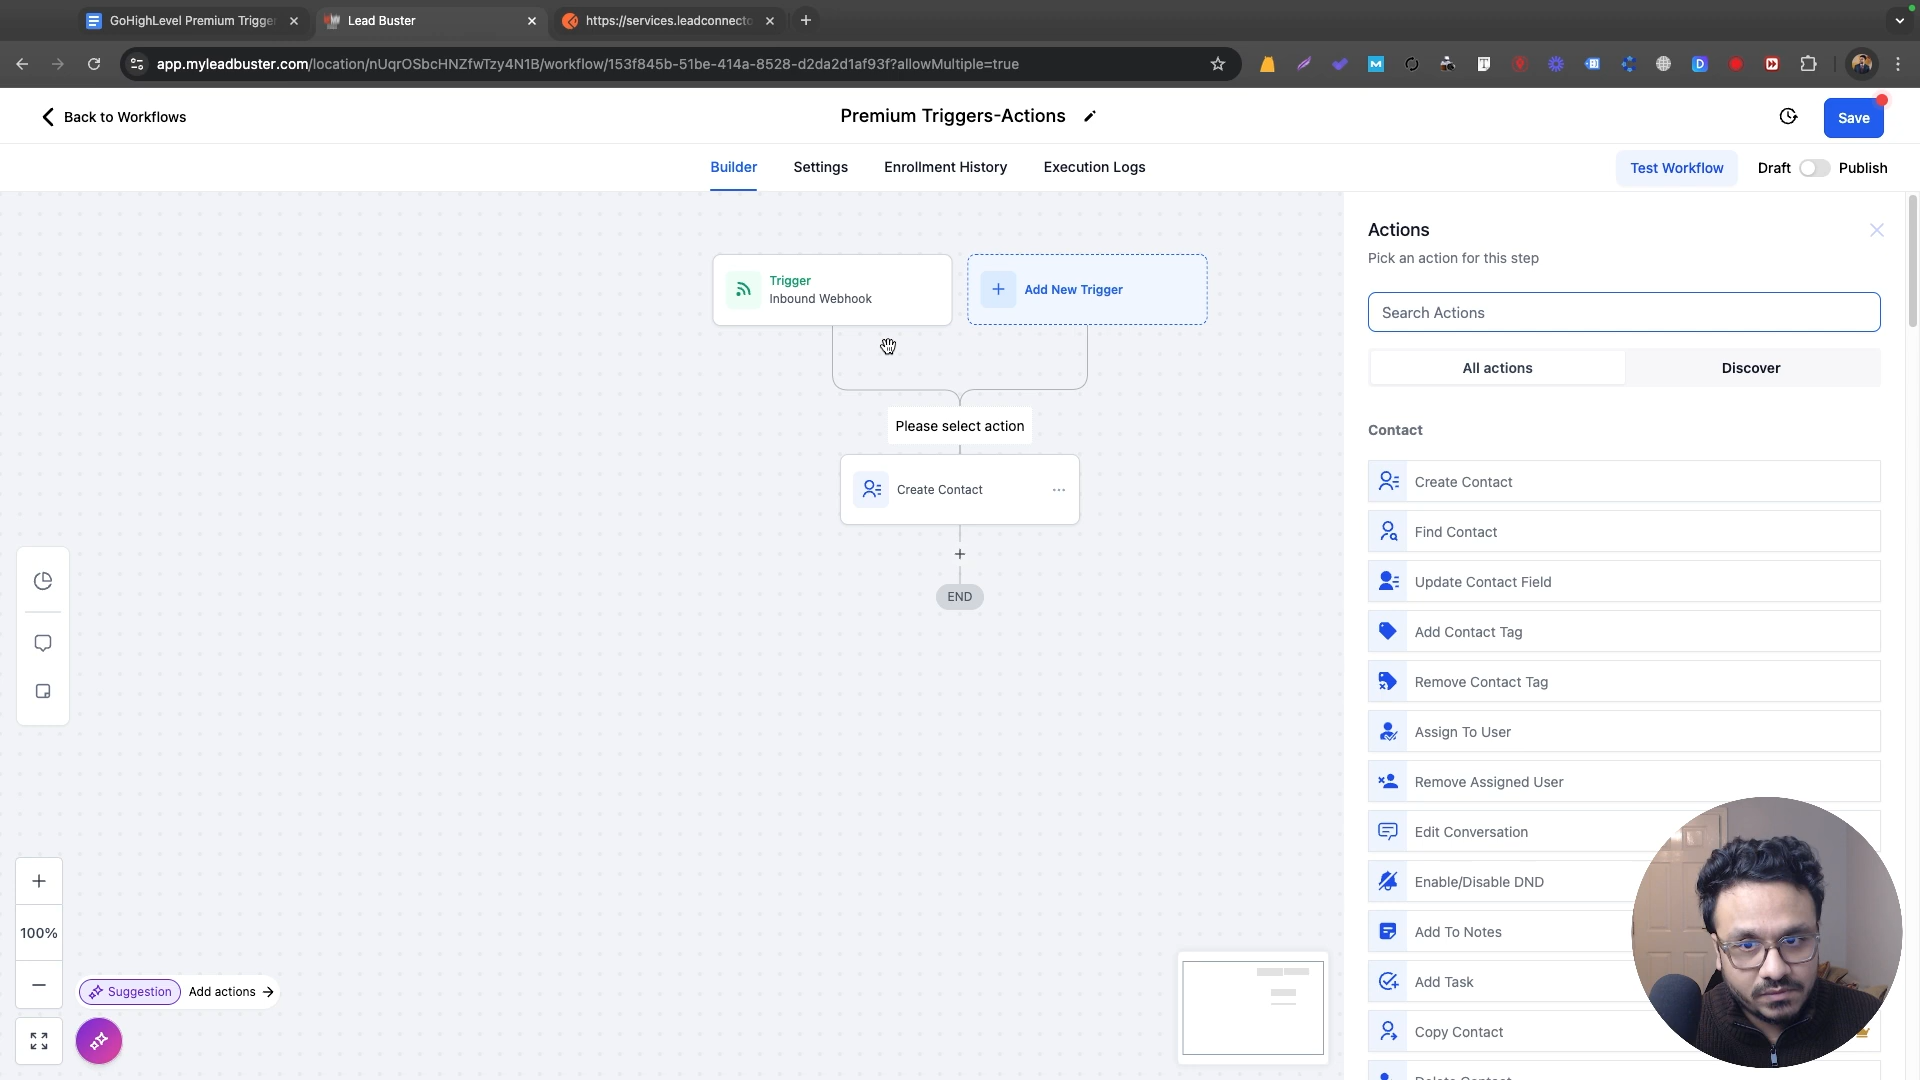 GoHighLevel Premium Trigge
Lead Buster
https://services.leadconnecto
app.myleadbuster.com/location/nUqrOSbcHNZfwTzy4N1B/workflow/153f845b-51be-414a-8528-d2da2d1af93f?allowMultiple=true
Back to Workflows
Premium Triggers-Actions
Save
Builder
Settings
Enrollment History
Execution Logs
Test Workflow
Draft
Publish
Trigger
Inbound Webhook
Add New Trigger
Please select action
Create Contact
END
100%
Suggestion
Add actions
Actions
Pick an action for this step
Search Actions
All actions
Discover
Contact
Create Contact
Find Contact
Update Contact Field
Add Contact Tag
Remove Contact Tag
Assign To User
Remove Assigned User
Edit Conversation
Enable/Disable DND
Add To Notes
Add Task
Copy Contact
Delete Contact